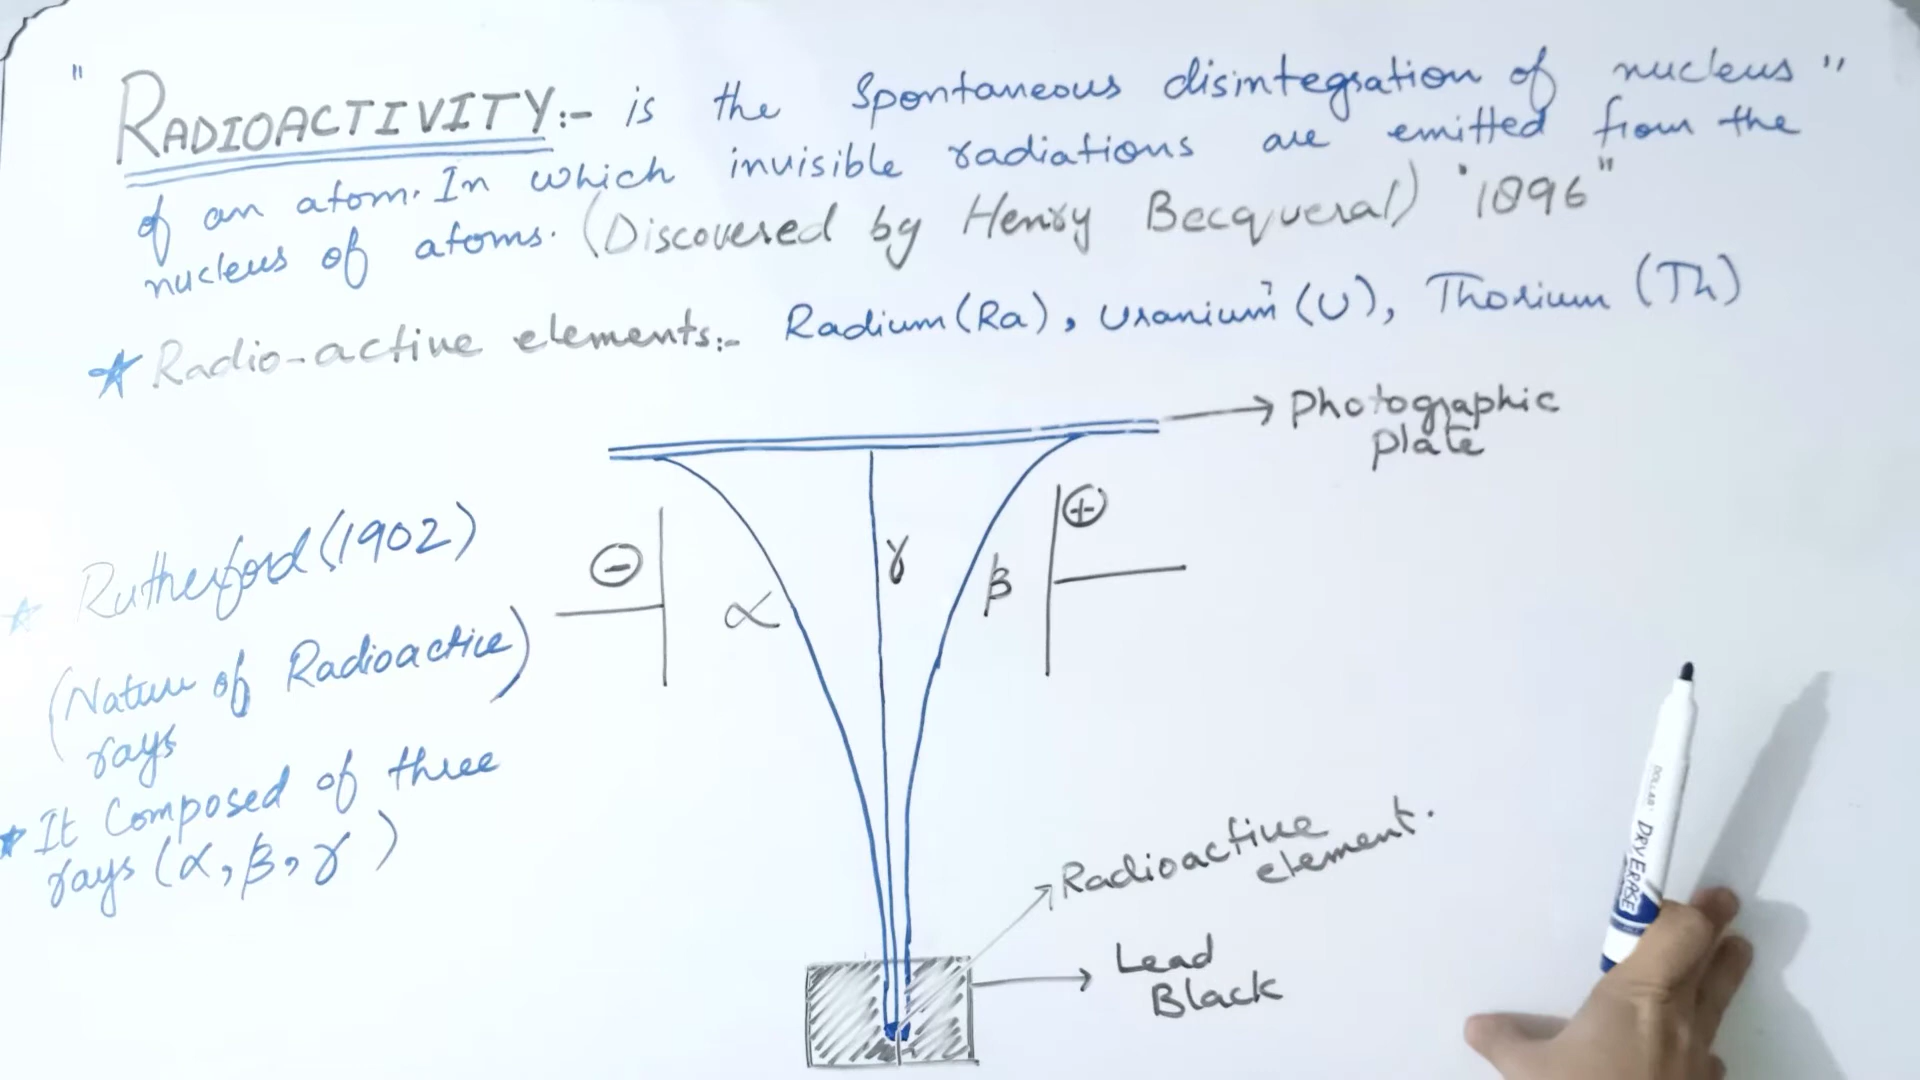 " RADIOACTIVITY:- is the Spontaneous disintegration of nucleus "
of an atom. In which invisible radiations are emitted from the
nucleus of atoms. (Discovered by Henry Becqueral) "1896"
Radio-active elements:- Radium (Ra), Uranium (U), Thorium (Th)
Photographic
plate
Rutherford (1902)
(Nature of Radioactive)
rays
It Composed of three
rays (α, β, γ)
-
α
γ
β
+
Radioactive
element.
Lead
Black
DOLLAR DRY ERASE